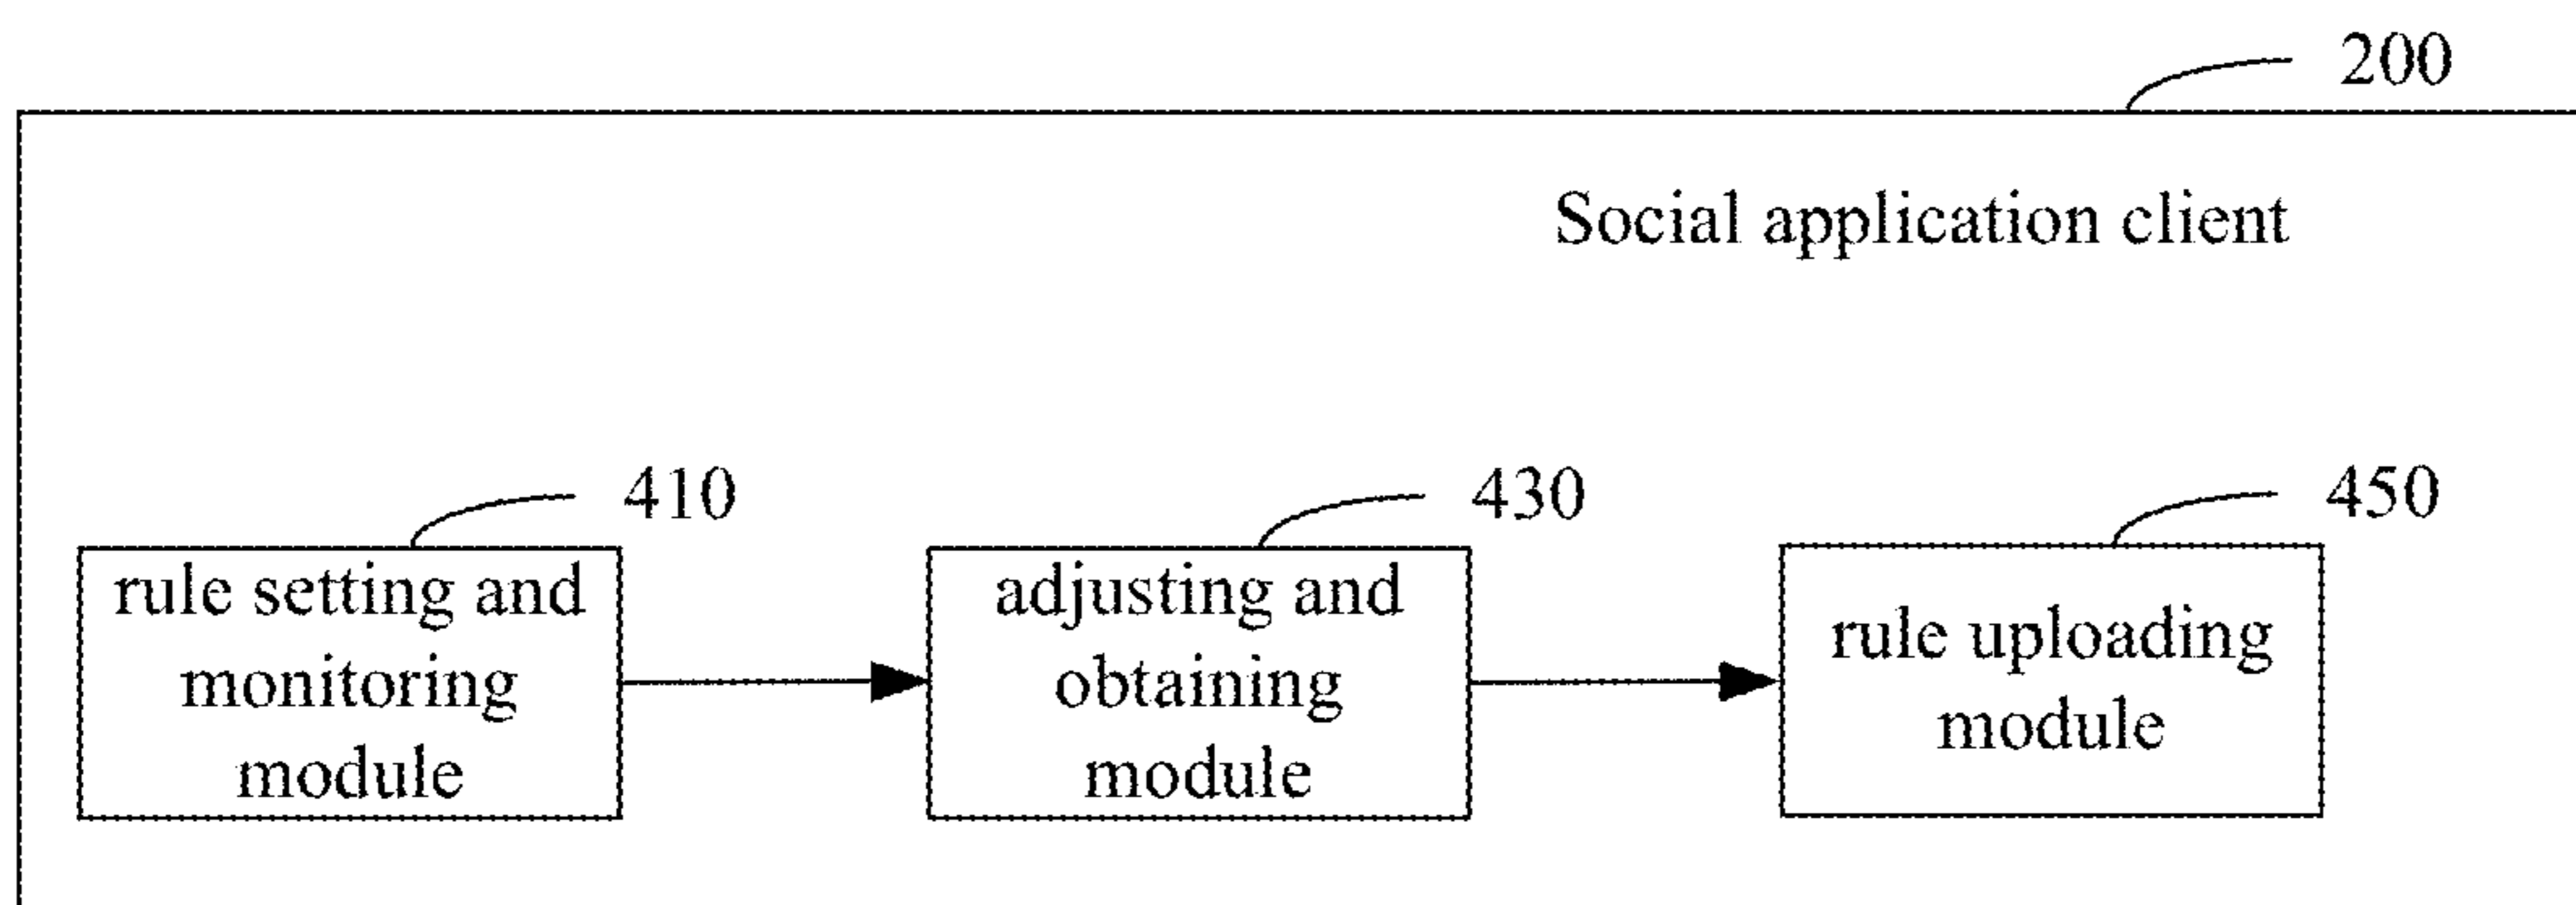 200
Social application client
410
430
450
rule setting and
monitoring
module
adjusting and
obtaining
module
rule uploading
module